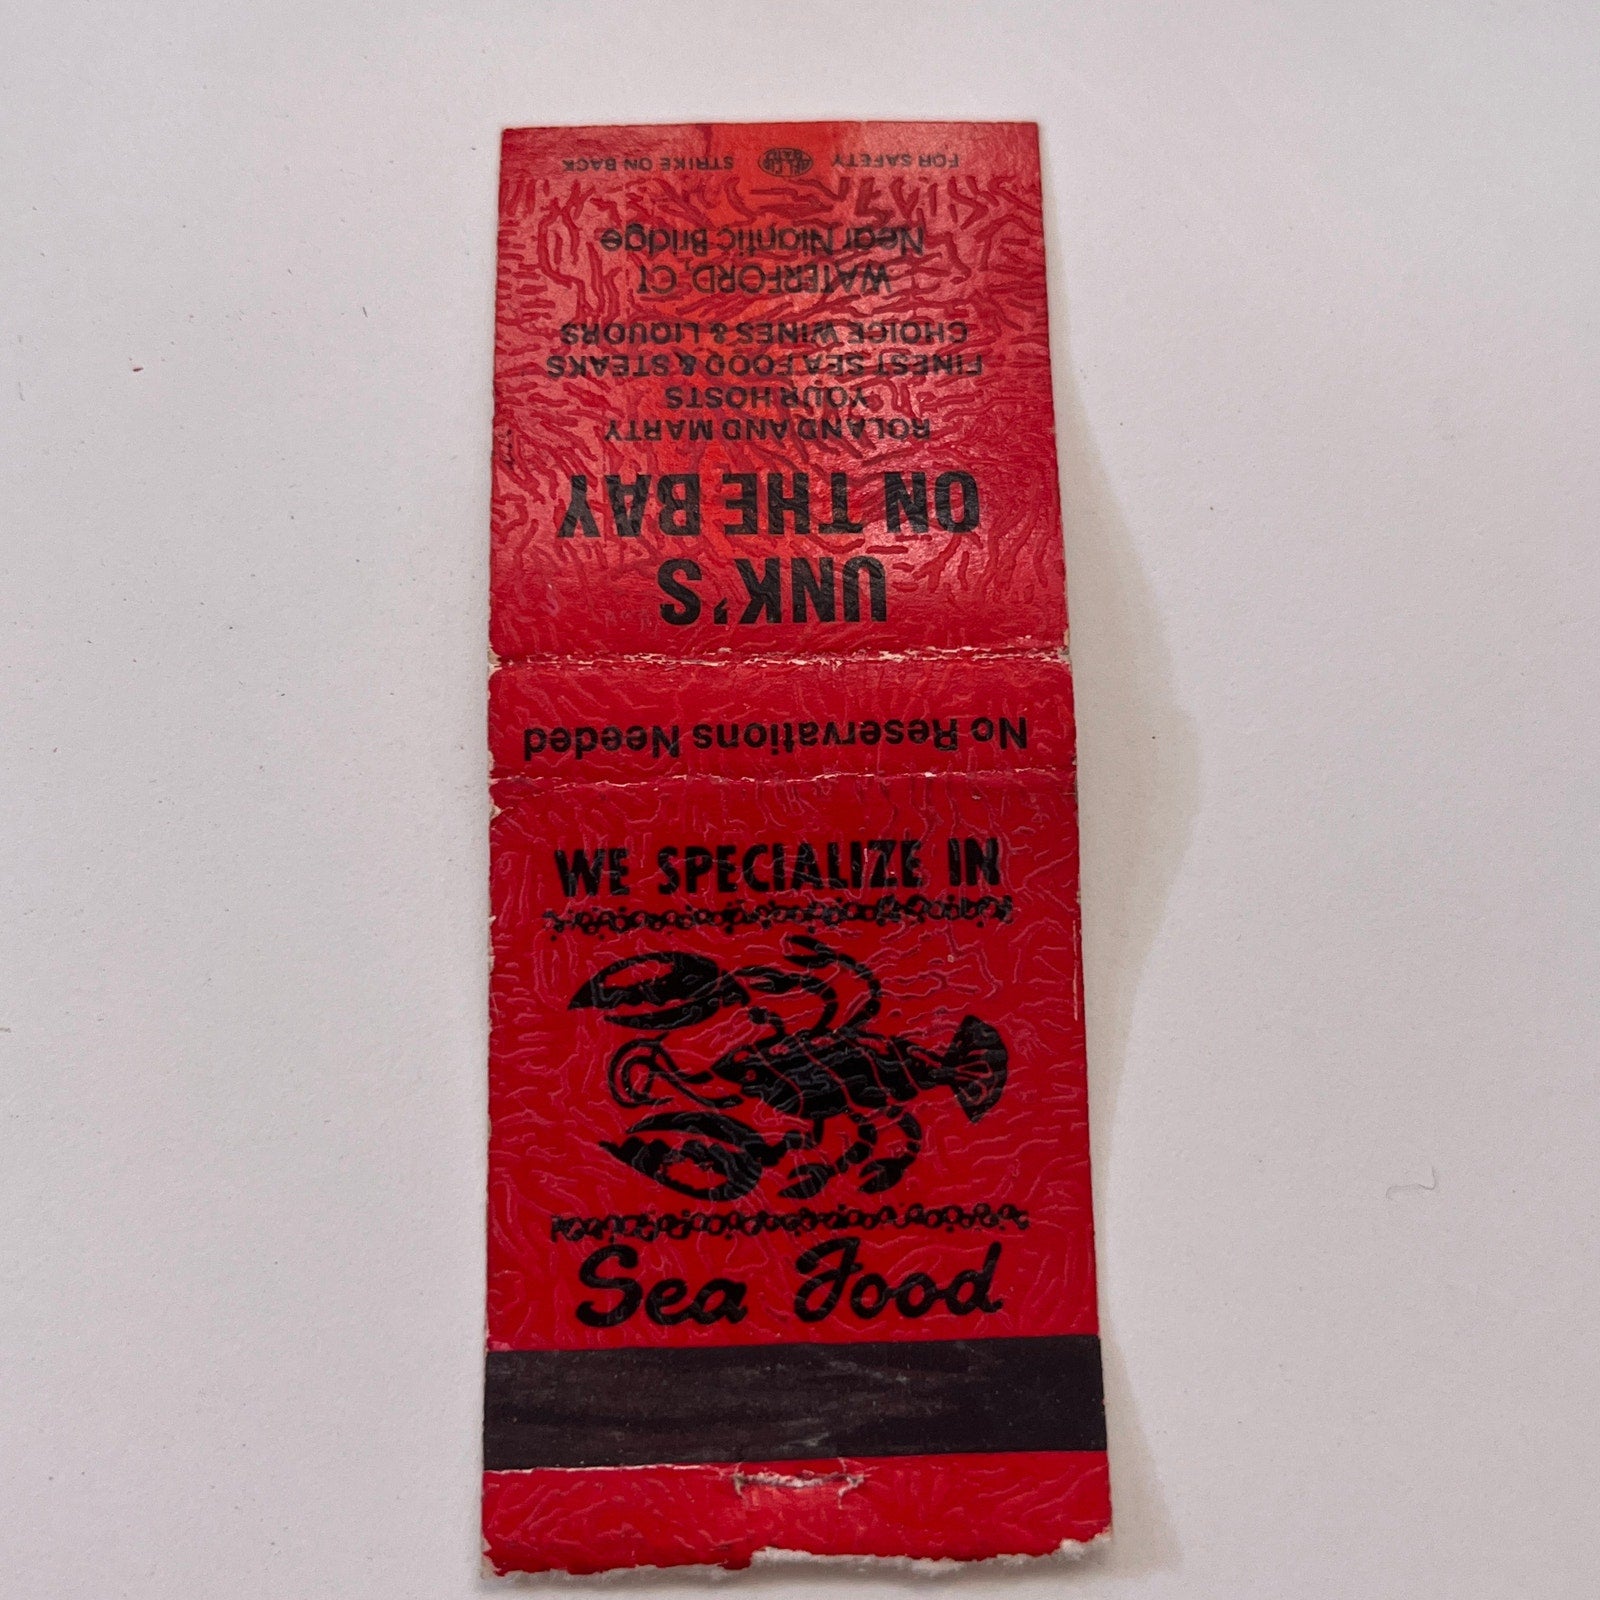 UNK'S
ON THE BAY
ROLAND AND MARTY
YOUR HOSTS
FINEST SEA FOOD & STEAKS
CHOICE WINES & LIQUORS
WATERFORD, CT
Near Niantic Bridge
FOR SAFETY STRIKE ON BACK
No Reservations Needed
WE SPECIALIZE IN
Sea Food